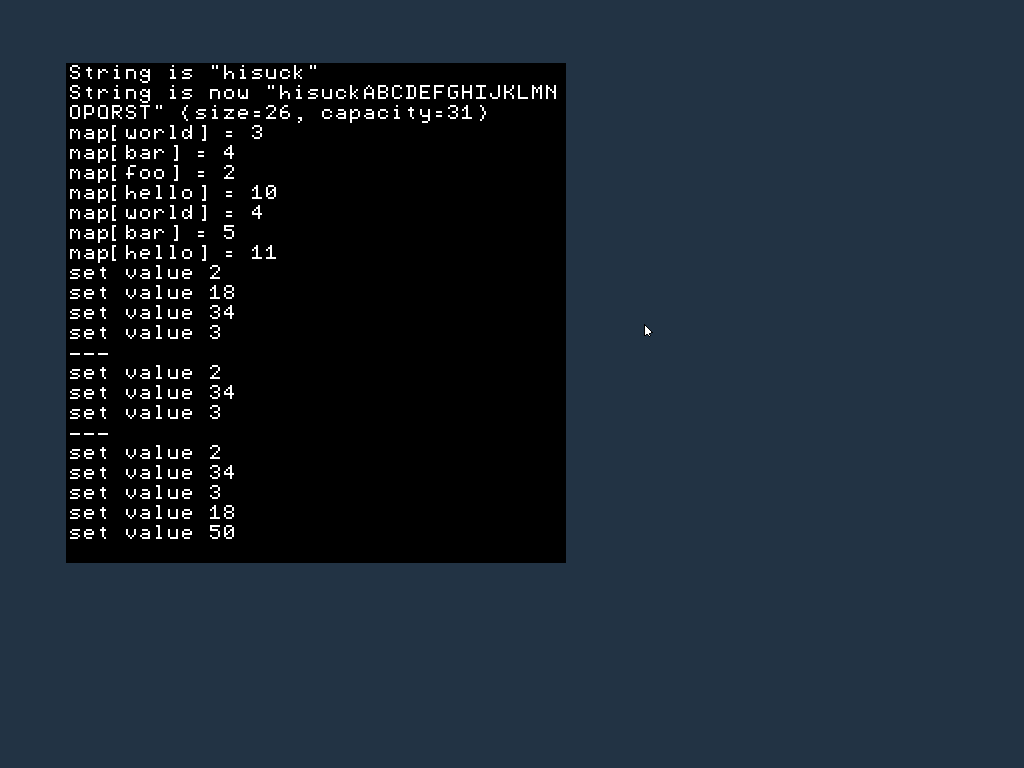 String is "hisuck"
String is now "hisuckABCDEFGHIJKLMN
OPQRST" (size=26, capacity=31)
map[world] = 3
map[bar] = 4
map[foo] = 2
map[hello] = 10
map[world] = 4
map[bar] = 5
map[hello] = 11
set value 2
set value 18
set value 34
set value 3
---
set value 2
set value 34
set value 3
---
set value 2
set value 34
set value 3
set value 18
set value 50